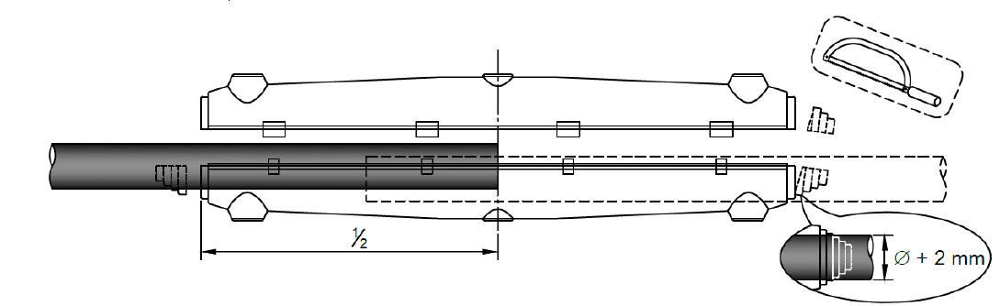 ½
∅ + 2 mm